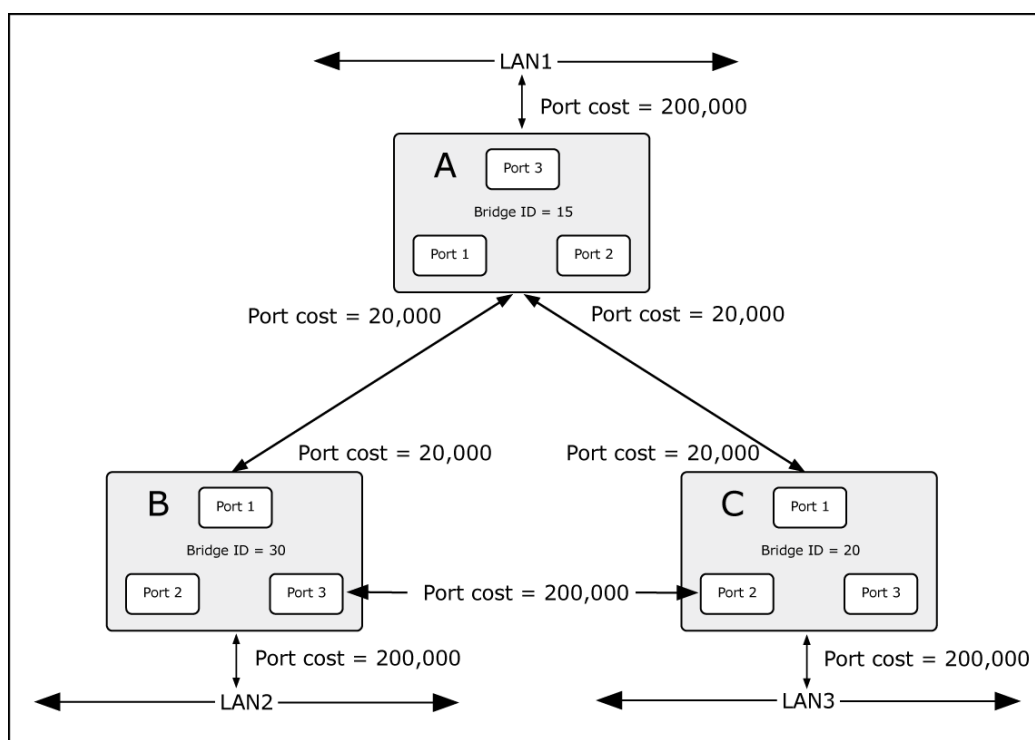 LAN1
Port cost = 200,000
A
Port 3
Bridge ID = 15
Port 1
Port 2
Port cost = 20,000
Port cost = 20,000
Port cost = 20,000
Port cost = 20,000
B
Port 1
Bridge ID = 30
Port 2
Port 3
Port cost = 200,000
C
Port 1
Bridge ID = 20
Port 2
Port 3
Port cost = 200,000
LAN2
Port cost = 200,000
LAN3